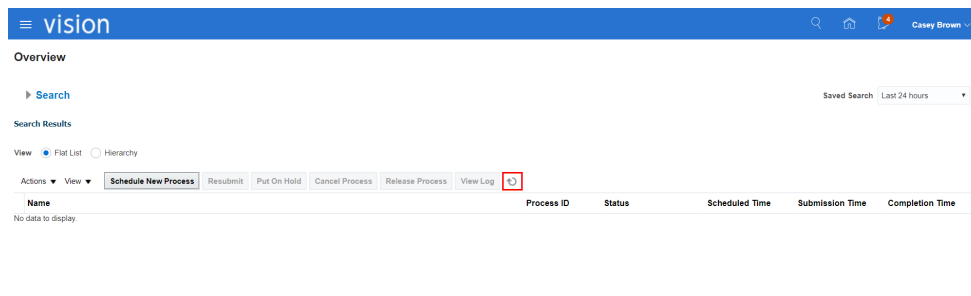 vision
4
Casey Brown
Overview
Search
Saved Search Last 24 hours
Search Results
View Flat List Hierarchy
Actions View Schedule New Process Resubmit Put On Hold Cancel Process Release Process View Log
Name Process ID Status Scheduled Time Submission Time Completion Time
No data to display.